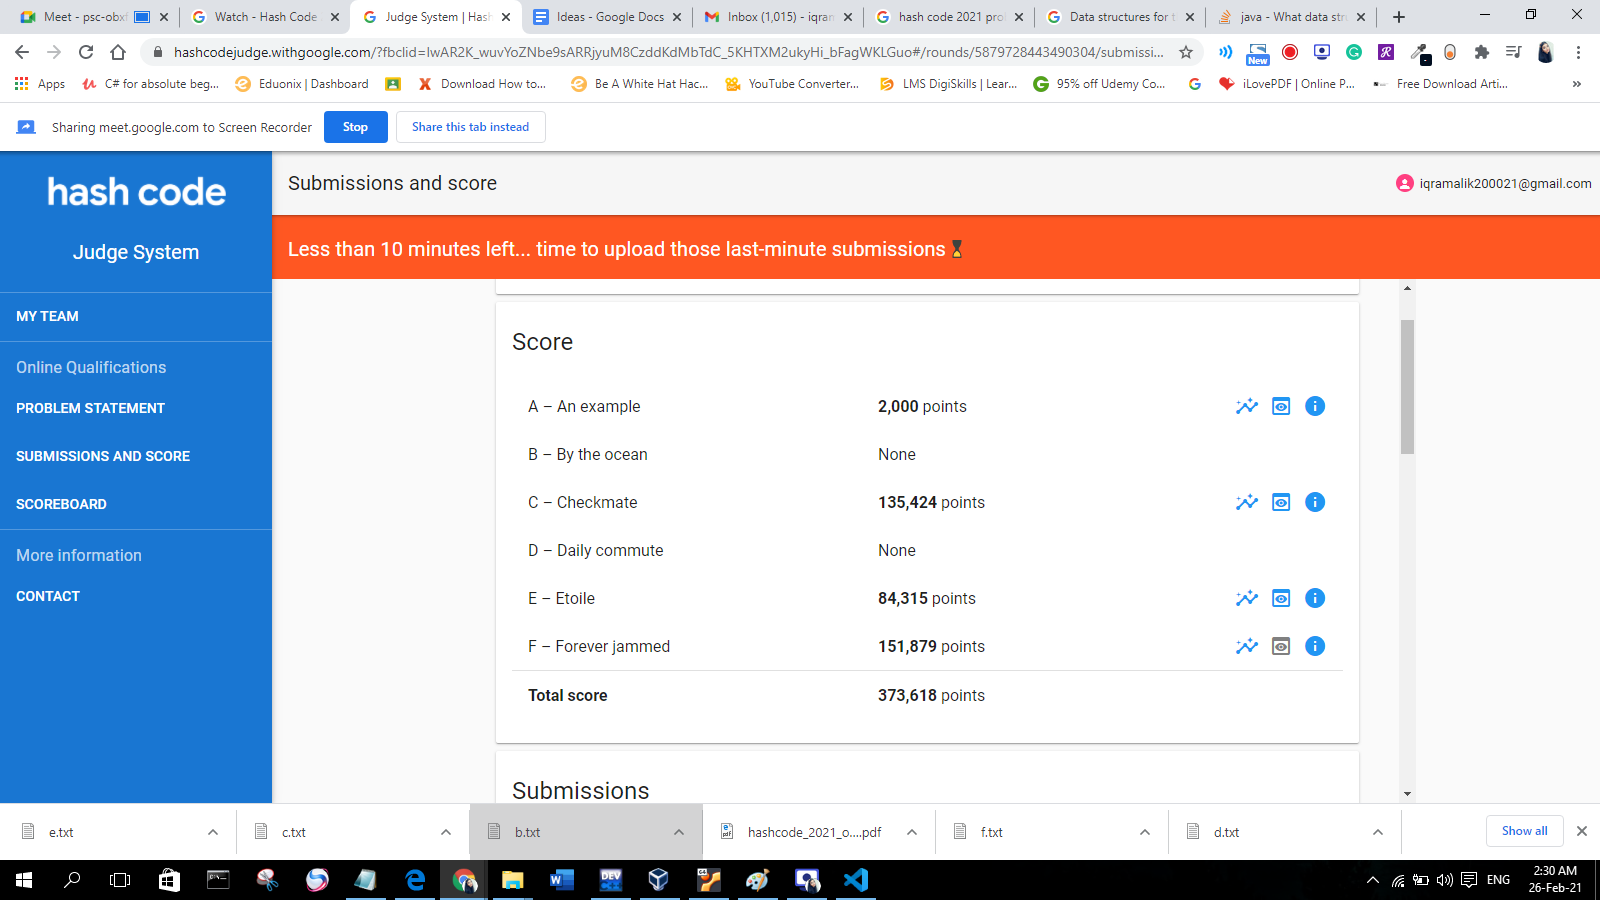 Meet - psc-obxf
Watch - Hash Code
Judge System | Hash
Ideas - Google Docs
Inbox (1,015) - iqram
hash code 2021 prol
Data structures for t
java - What data str
hashcodejudge.withgoogle.com/?fbclid=IwAR2K_wuvYoZNbe9sARRjyuM8CzddKdMbTdC_5KHTXM2ukyHi_bFagWKLGuo#/rounds/5879728443490304/submissi...
New
Apps
C# for absolute beg...
Eduonix | Dashboard
Download How to...
Be A White Hat Hac...
YouTube Converter...
LMS DigiSkills | Lear...
95% off Udemy Co...
iLovePDF | Online P...
Free Download Arti...
Sharing meet.google.com to Screen Recorder
Stop
Share this tab instead
hash code
Judge System
MY TEAM
Online Qualifications
PROBLEM STATEMENT
SUBMISSIONS AND SCORE
SCOREBOARD
More information
CONTACT
Submissions and score
iqramalik200021@gmail.com
Less than 10 minutes left... time to upload those last-minute submissions
Score
A – An example 2,000 points
B – By the ocean None
C – Checkmate 135,424 points
D – Daily commute None
E – Etoile 84,315 points
F – Forever jammed 151,879 points
Total score 373,618 points
Submissions
e.txt
c.txt
b.txt
hashcode_2021_o....pdf
f.txt
d.txt
Show all
DEV
ENG
2:30 AM
26-Feb-21